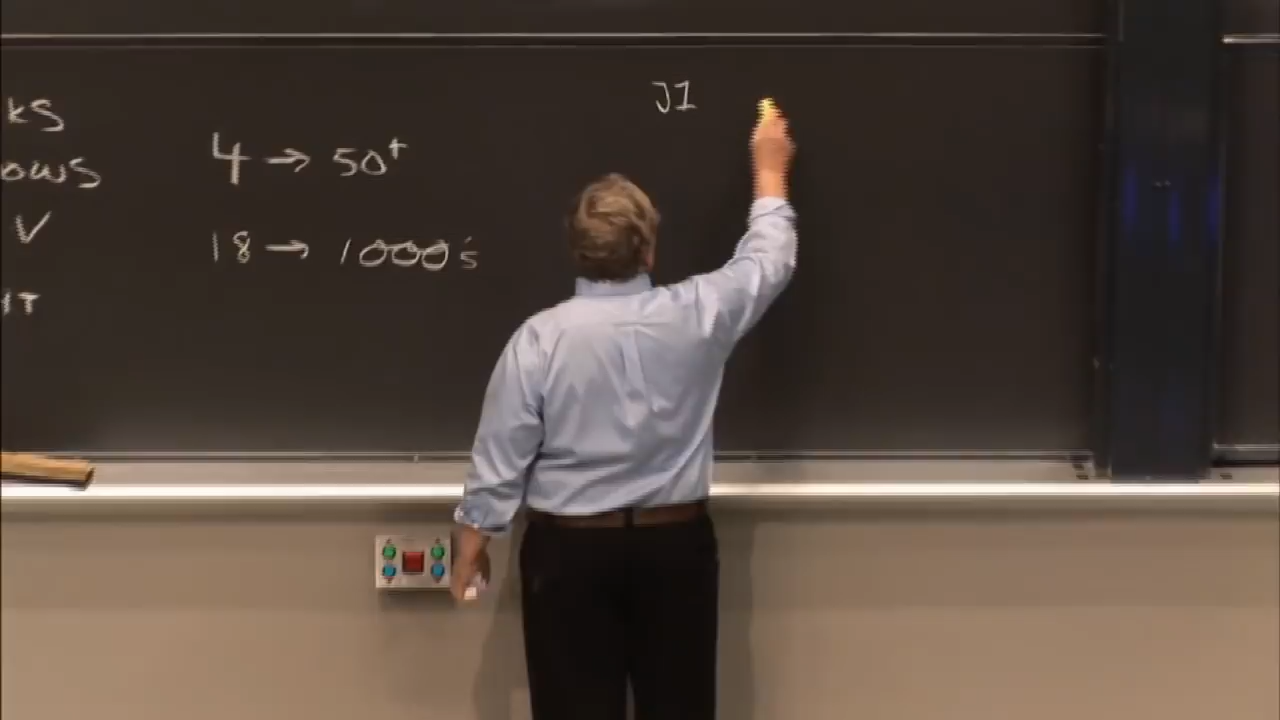 ks
ows
V
IT
4 → 50+
18 → 1000's
J1